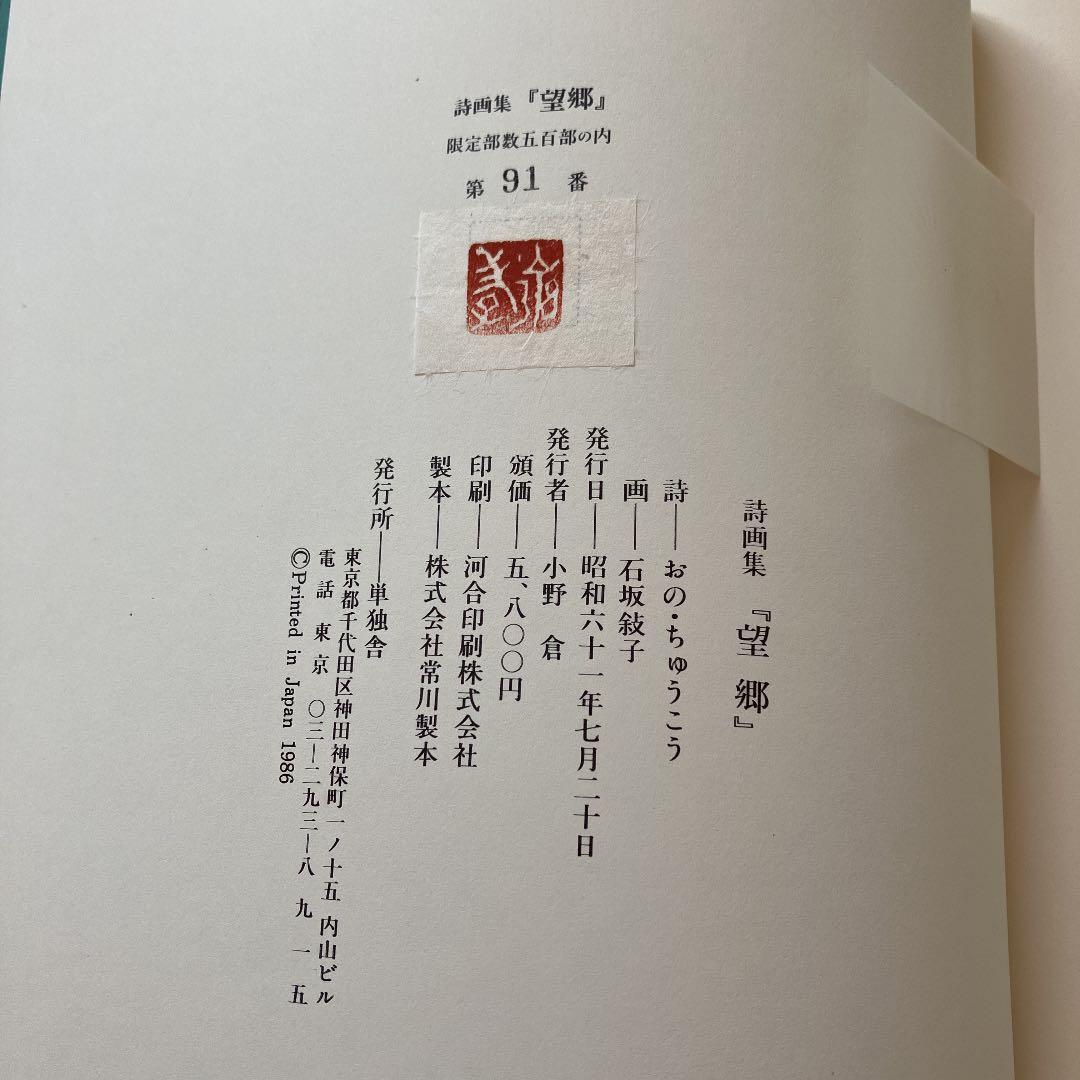 詩画集『望郷』
限定部数五百部の内
第 91 番
詩画集『望郷』
詩――おの・ちゅうこう
画――石坂敍子
発行日――昭和六十一年七月二十日
発行者――小野 倉
頒価――五、八〇〇円
印刷――河合印刷株式会社
製本――株式会社常川製本
発行所――単独舎
東京都千代田区神田神保町一ノ十五 内山ビル
電話 東京 〇三―二九三―八九一五
©Printed in Japan 1986